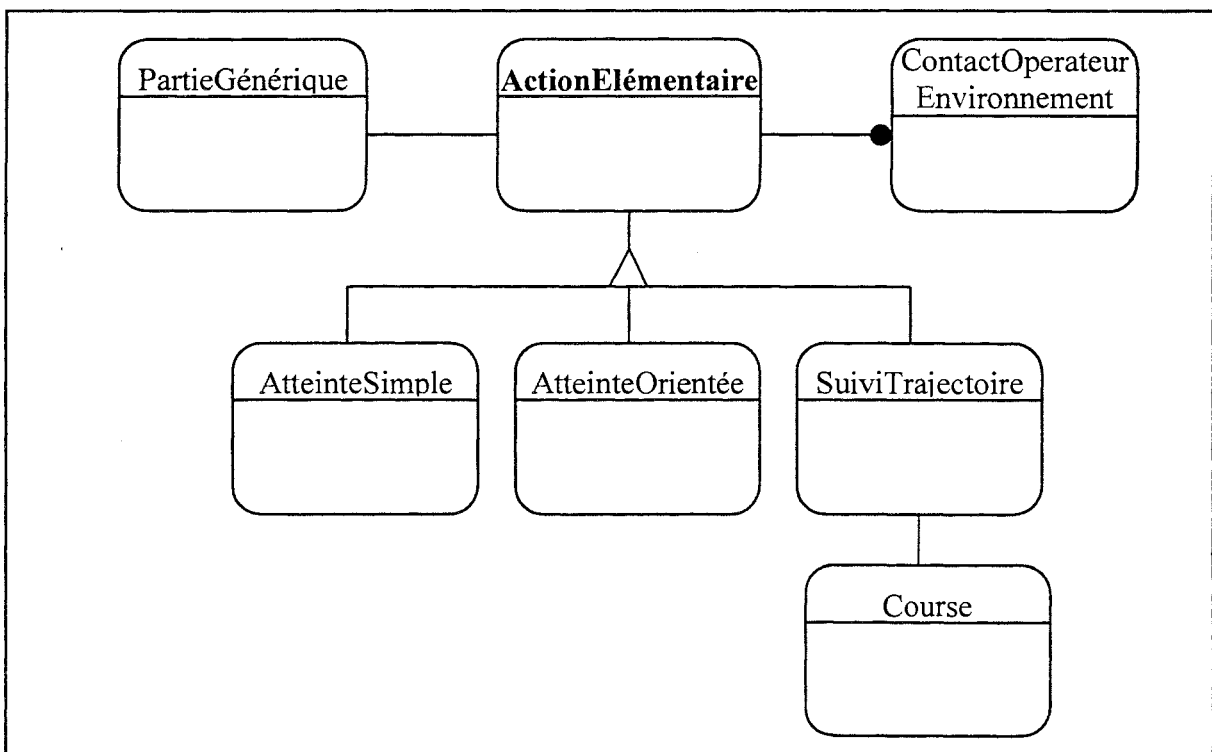 PartieGénérique
ActionElémentaire
ContactOperateur
Environnement
AtteinteSimple
AtteinteOrientée
SuiviTrajectoire
Course